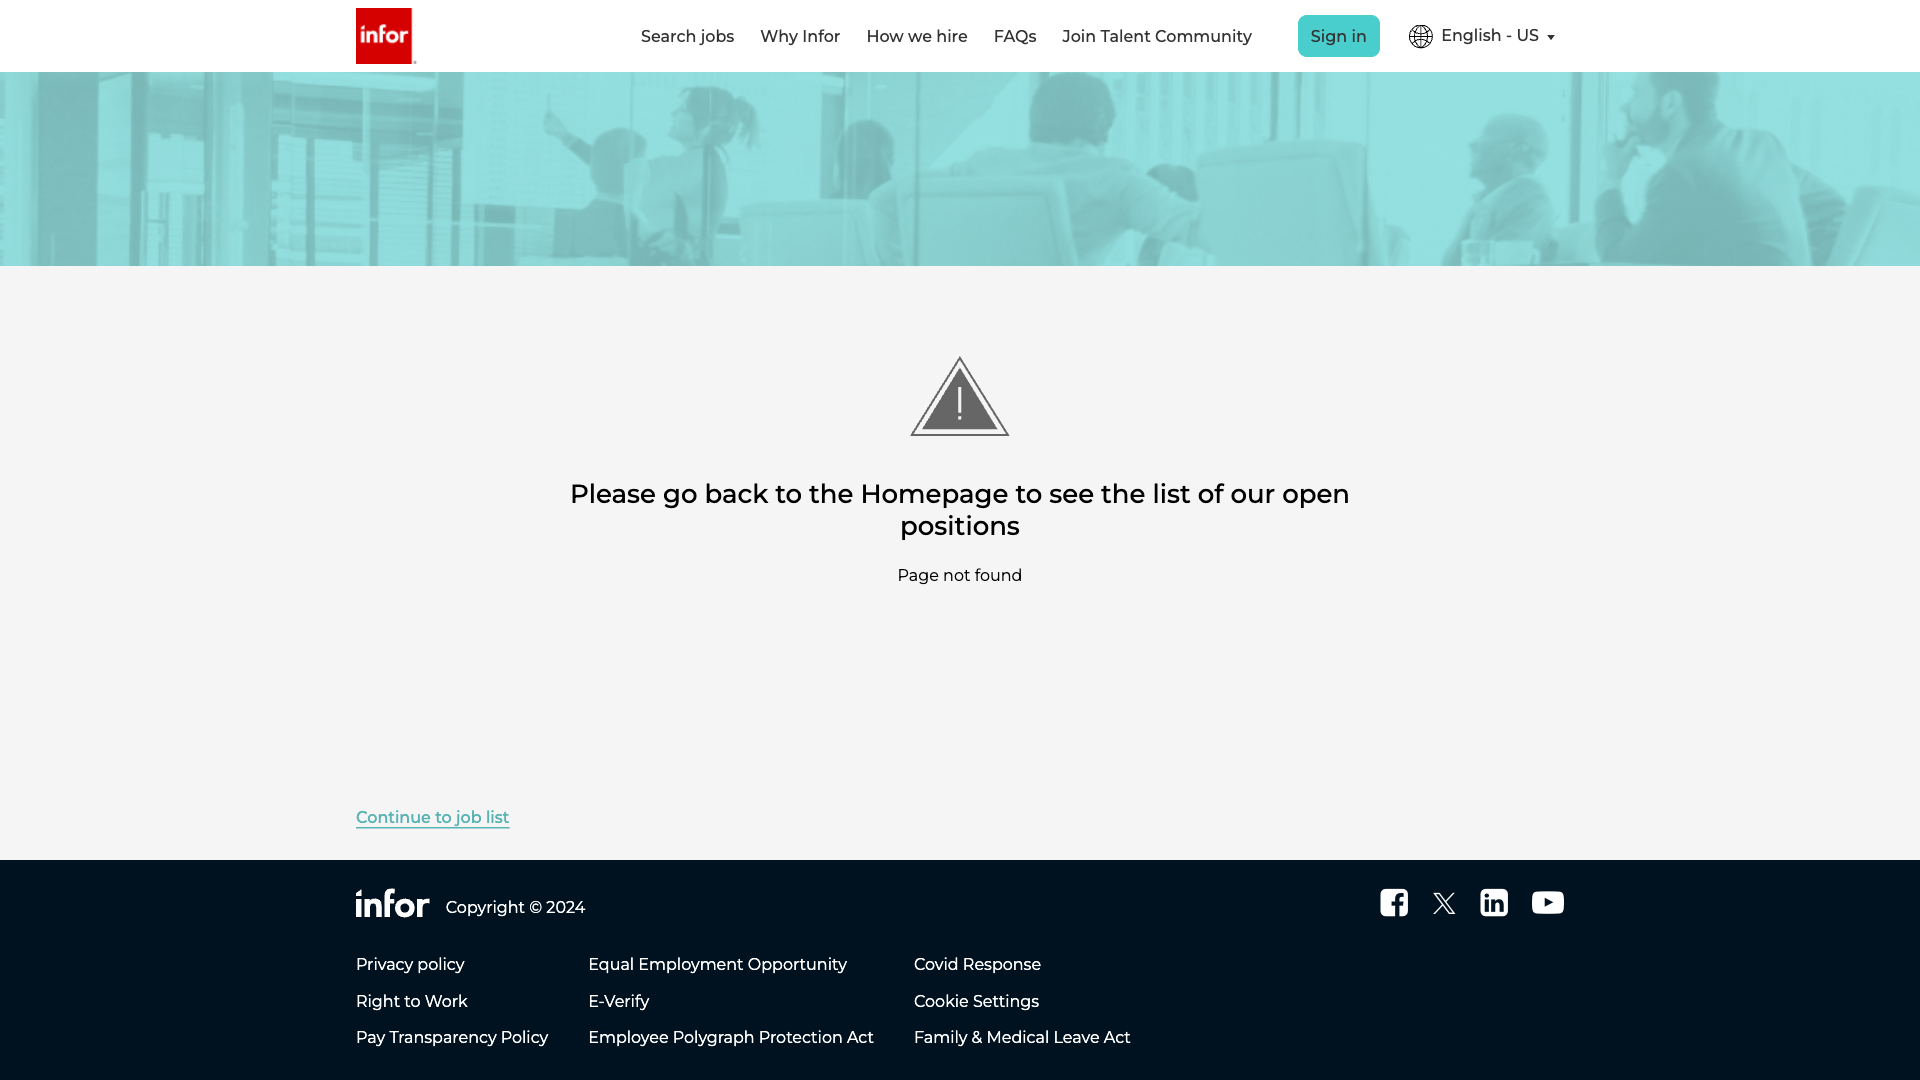 infor
Search jobs
Why Infor
How we hire
FAQs
Join Talent Community
Sign in
English - US
Please go back to the Homepage to see the list of our open
positions
Page not found
Continue to job list
infor
Copyright © 2024
Privacy policy
Equal Employment Opportunity
Covid Response
Right to Work
E-Verify
Cookie Settings
Pay Transparency Policy
Employee Polygraph Protection Act
Family & Medical Leave Act